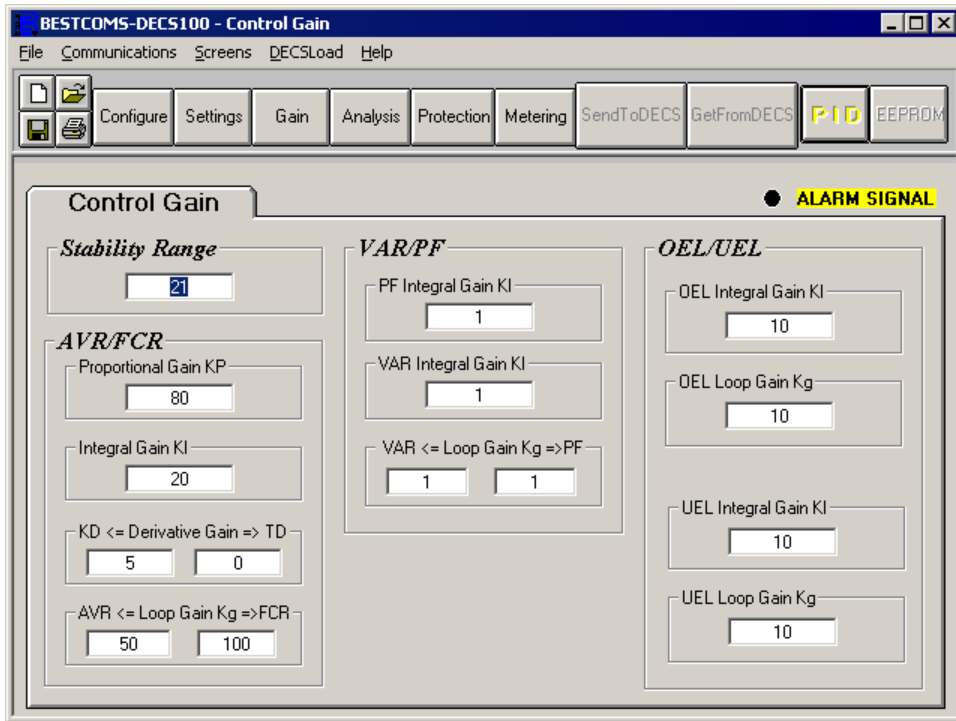 BESTCOMS-DECS100 - Control Gain
File Communications Screens DECSLoad Help
Configure Settings Gain Analysis Protection Metering SendToDECS GetFromDECS PID EEPROM
Control Gain
ALARM SIGNAL
Stability Range
21
AVR/FCR
Proportional Gain KP
80
Integral Gain KI
20
KD <= Derivative Gain => TD
5 0
AVR <= Loop Gain Kg =>FCR
50 100
VAR/PF
PF Integral Gain KI
1
VAR Integral Gain KI
1
VAR <= Loop Gain Kg =>PF
1 1
OEL/UEL
OEL Integral Gain KI
10
OEL Loop Gain Kg
10
UEL Integral Gain KI
10
UEL Loop Gain Kg
10